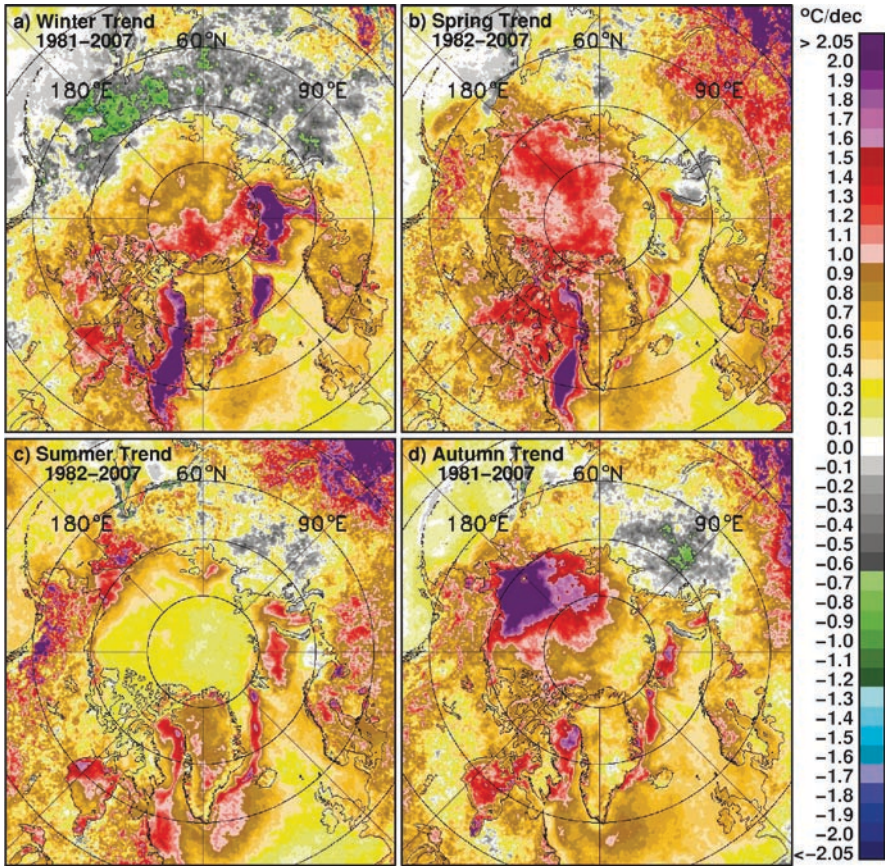 a) Winter Trend
1981–2007
60°N
180°E
90°E
b) Spring Trend
1982–2007
60°N
180°E
90°E
c) Summer Trend
1982–2007
60°N
180°E
90°E
d) Autumn Trend
1981–2007
60°N
180°E
90°E
°C/dec
> 2.05
2.0
1.9
1.8
1.7
1.6
1.5
1.3
1.2
1.1
1.0
0.9
0.8
0.7
0.6
0.5
0.4
0.3
0.2
0.1
0.0
−0.1
−0.2
−0.3
−0.4
−0.5
−0.6
−0.7
−0.8
−0.9
−1.0
−1.1
−1.2
−1.3
−1.4
−1.5
−1.6
−1.7
−1.8
−1.9
−2.0
<−2.05